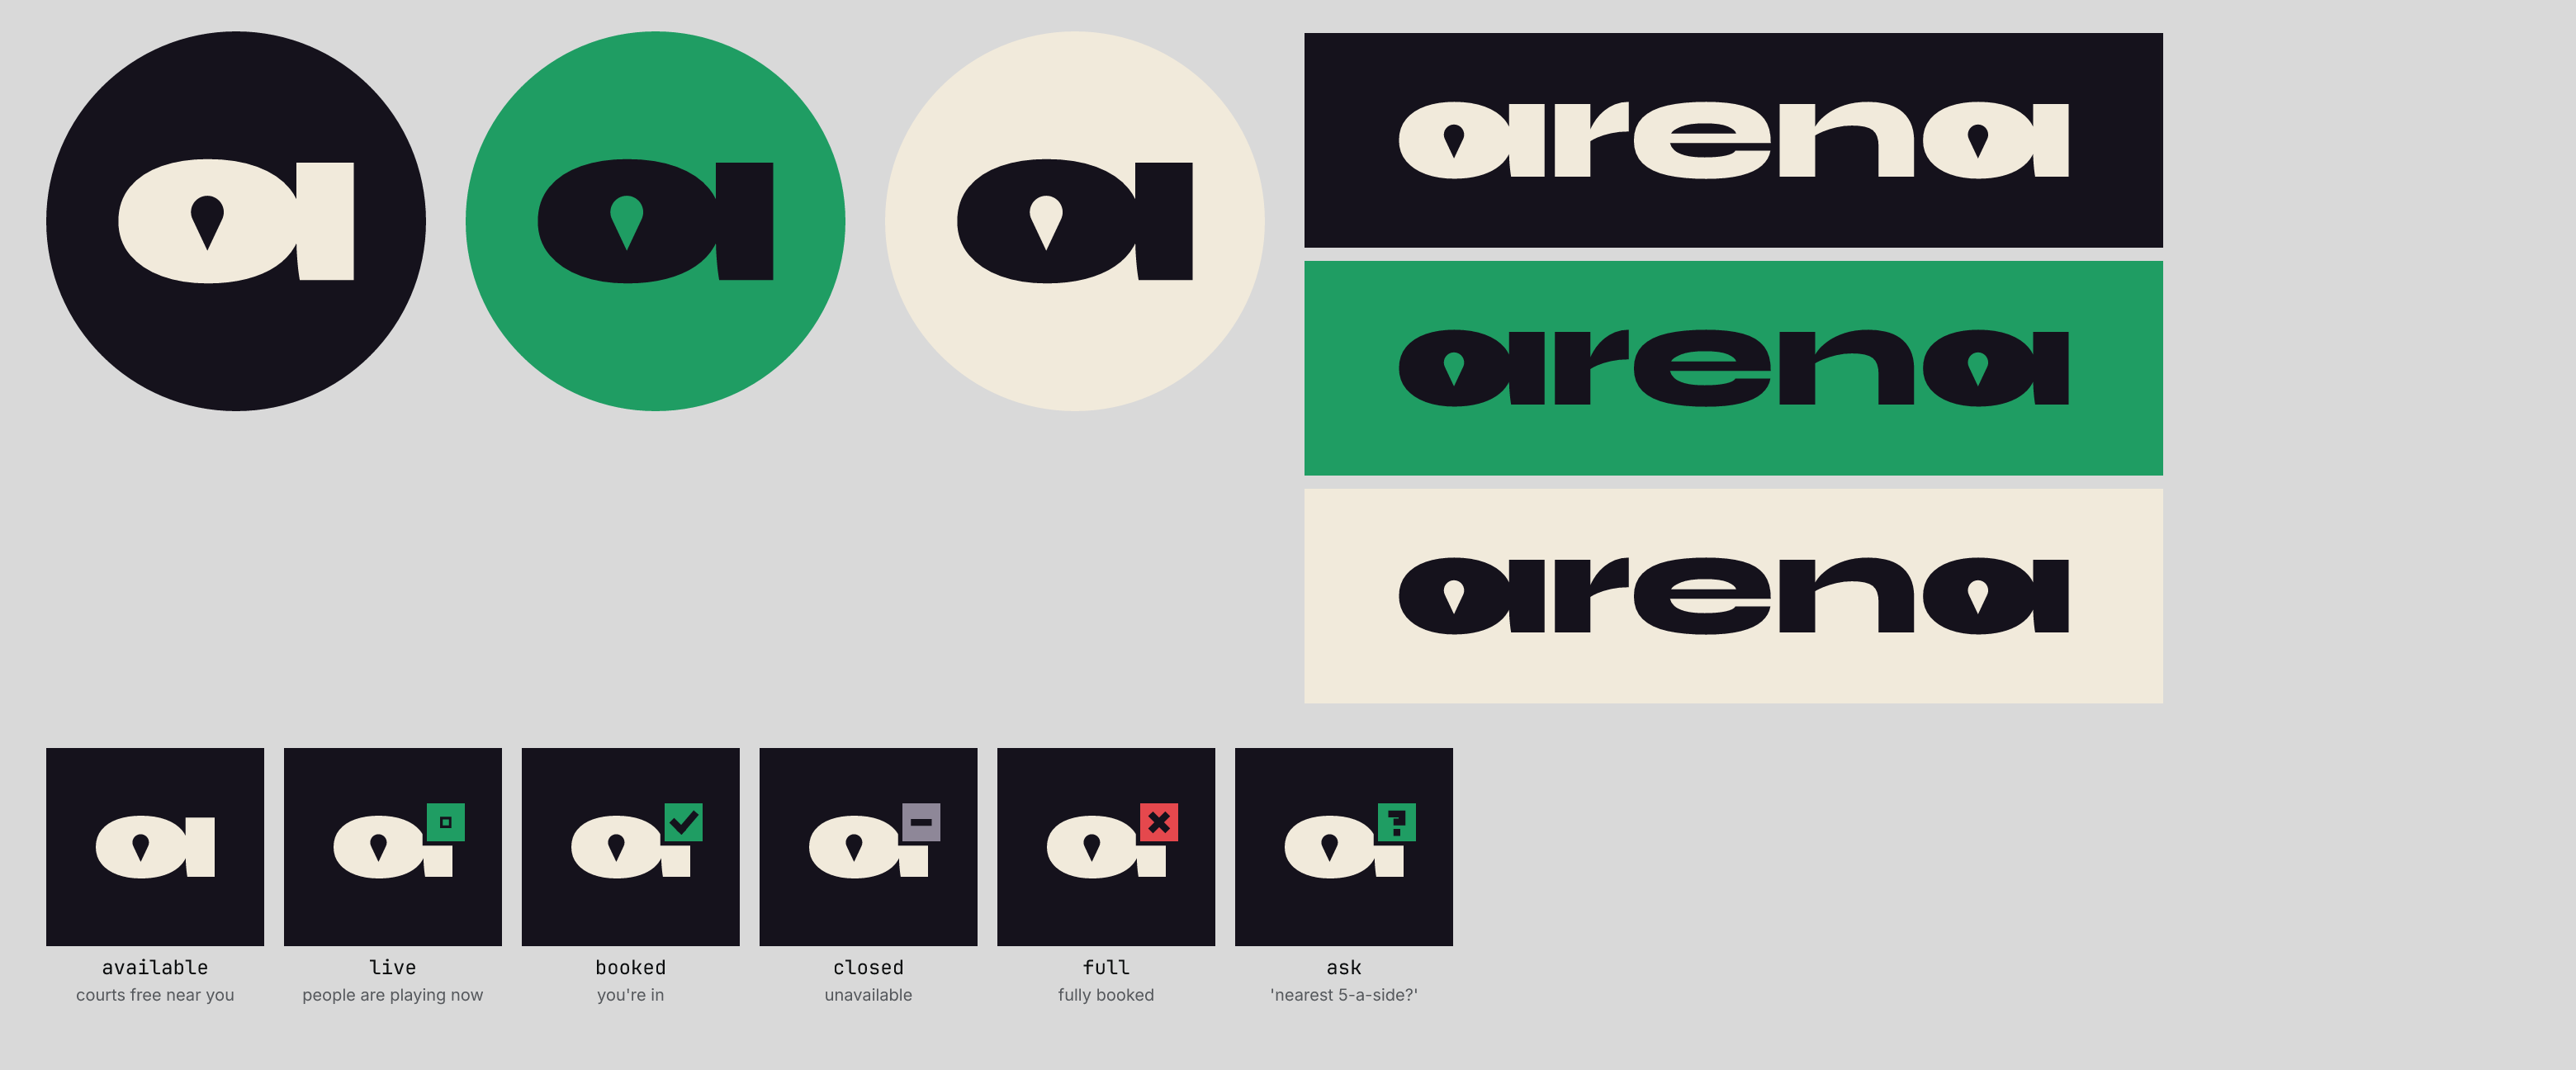 a
a
a
arena
arena
arena
a
a
a
a
a
a ?
available
courts free near you
live
people are playing now
booked
you're in
closed
unavailable
full
fully booked
ask
'nearest 5-a-side?'